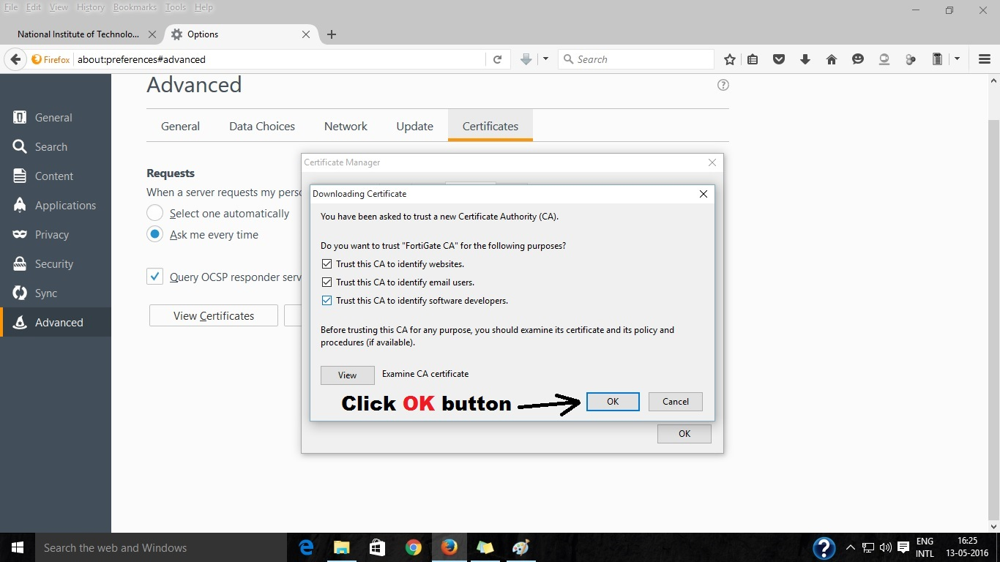 File Edit View History Bookmarks Tools Help
National Institute of Technolo...
Options
Firefox about:preferences#advanced
Search
Advanced
General
Search
Content
Applications
Privacy
Security
Sync
Advanced
General Data Choices Network Update Certificates
Requests
When a server requests my perso
Select one automatically
Ask me every time
Query OCSP responder serv
View Certificates
Certificate Manager
Downloading Certificate
You have been asked to trust a new Certificate Authority (CA).
Do you want to trust "FortiGate CA" for the following purposes?
Trust this CA to identify websites.
Trust this CA to identify email users.
Trust this CA to identify software developers.
Before trusting this CA for any purpose, you should examine its certificate and its policy and
procedures (if available).
View Examine CA certificate
Click OK button
OK Cancel
OK
Search the web and Windows
ENG
INTL
16:25
13-05-2016